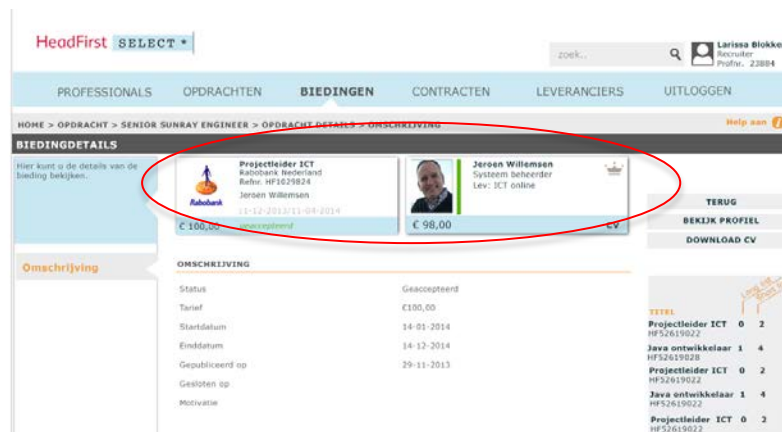 HeadFirst SELECT *
zoek..
Larissa Blokke
Recruiter
Profnr. 23884
PROFESSIONALS OPDRACHTEN BIEDINGEN CONTRACTEN LEVERANCIERS UITLOGGEN
HOME > OPDRACHT > SENIOR SUNRAY ENGINEER > OPDRACHT DETAILS > OMSCHRIJVING
Help aan
BIEDINGDETAILS
Hier kunt u de details van de
bieding bekijken.
Omschrijving
Rabobank
Projectleider ICT
Rabobank Nederland
Refnr. HF1029824
Jeroen Willemsen
11-12-2013/11-04-2014
€ 100,00 geaccepteerd
Jeroen Willemsen
Systeem beheerder
Lev: ICT online
€ 98,00 CV
TERUG
BEKIJK PROFIEL
DOWNLOAD CV
OMSCHRIJVING
Status Geaccepteerd
Tarief €100,00
Startdatum 14-01-2014
Einddatum 14-12-2014
Gepubliceerd op 29-11-2013
Gesloten op
Motivatie
TITEL
Projectleider ICT 0 2
HF52619022
Java ontwikkelaar 1 4
HF52619028
Projectleider ICT 0 2
HF52619022
Java ontwikkelaar 1 4
HF52619022
Projectleider ICT 0 2
HF52619022